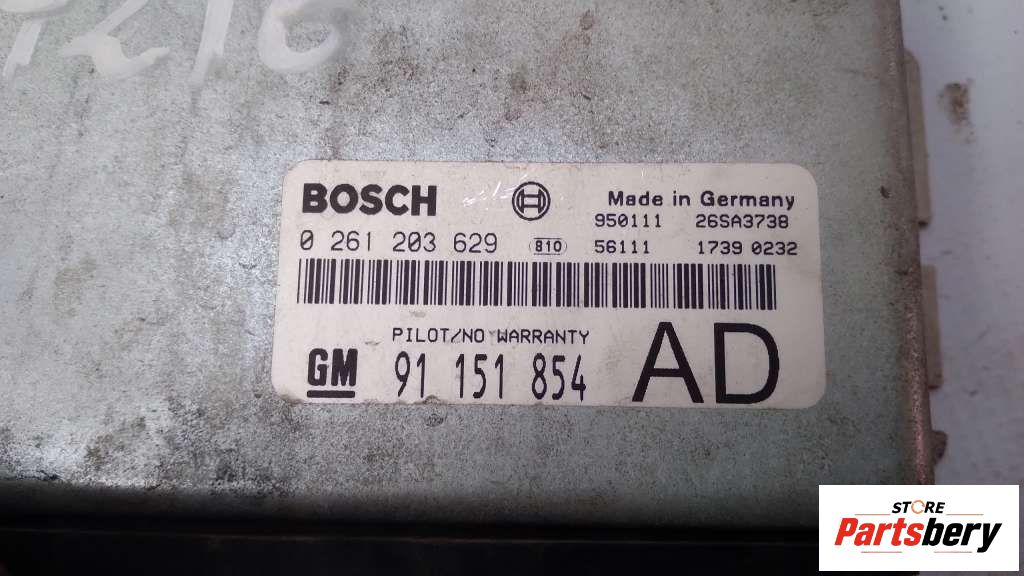 BOSCH Made in Germany
950111 26SA3738
0 261 203 629 810 56111 1739 0232
PILOT/NO WARRANTY
GM 91 151 854 AD
STORE
Partsbery